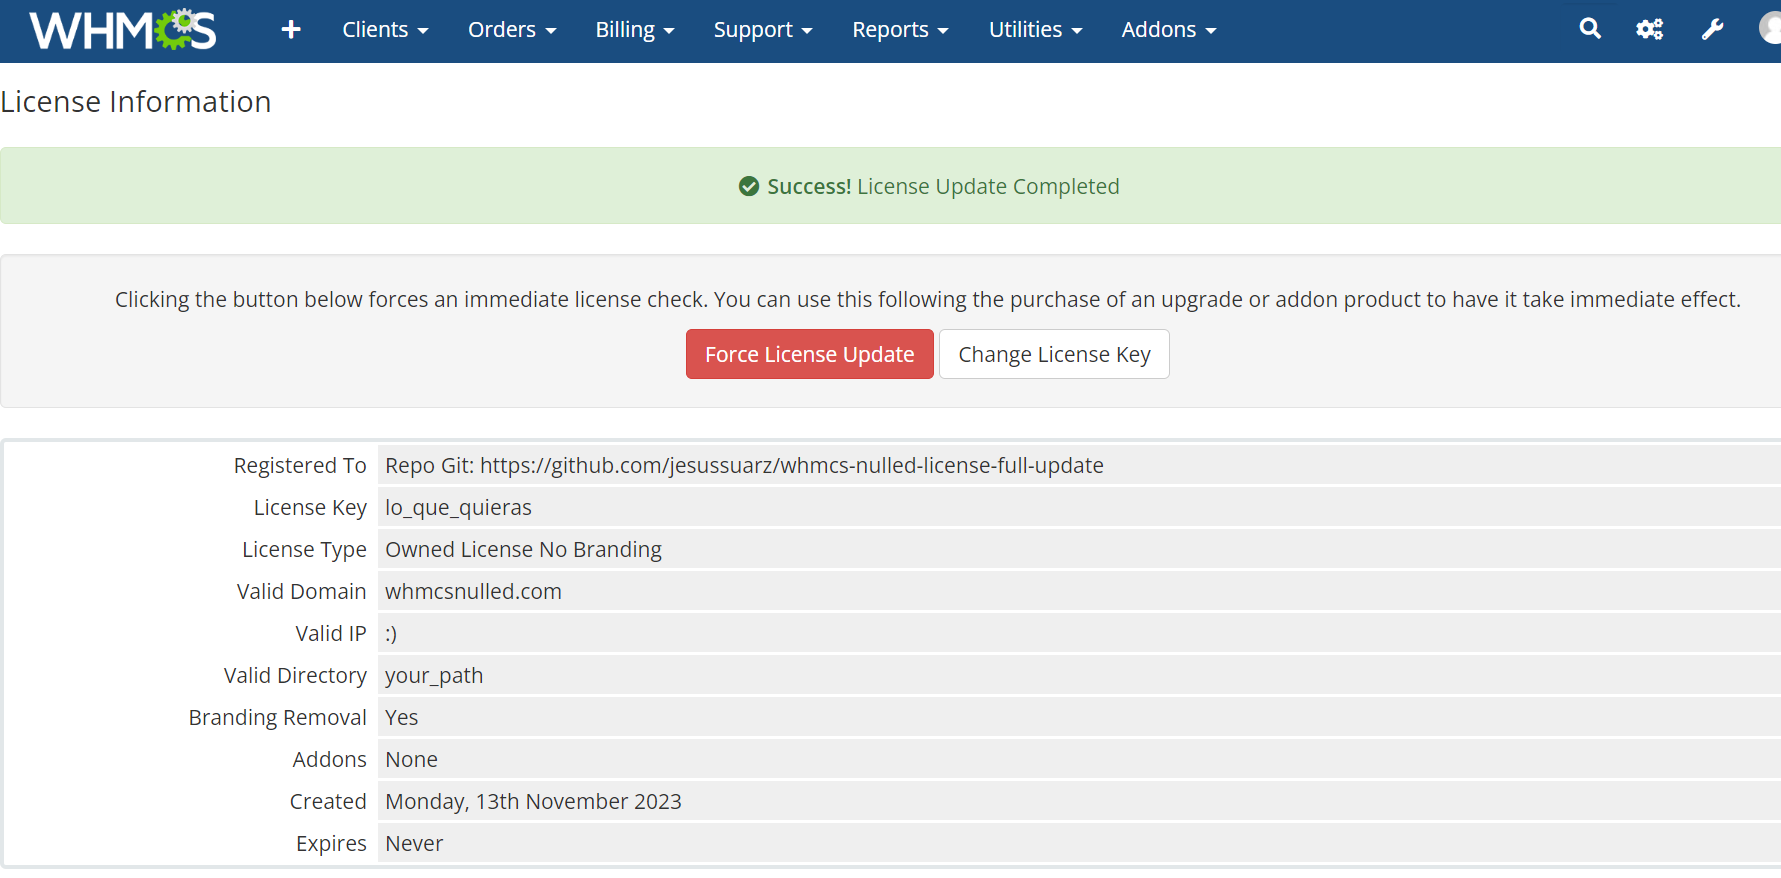 WHMCS + Clients Orders Billing Support Reports Utilities Addons
License Information
Success! License Update Completed
Clicking the button below forces an immediate license check. You can use this following the purchase of an upgrade or addon product to have it take immediate effect.
Force License Update Change License Key
Registered To Repo Git: https://github.com/jesussuarz/whmcs-nulled-license-full-update
License Key lo_que_quieras
License Type Owned License No Branding
Valid Domain whmcsnulled.com
Valid IP :)
Valid Directory your_path
Branding Removal Yes
Addons None
Created Monday, 13th November 2023
Expires Never